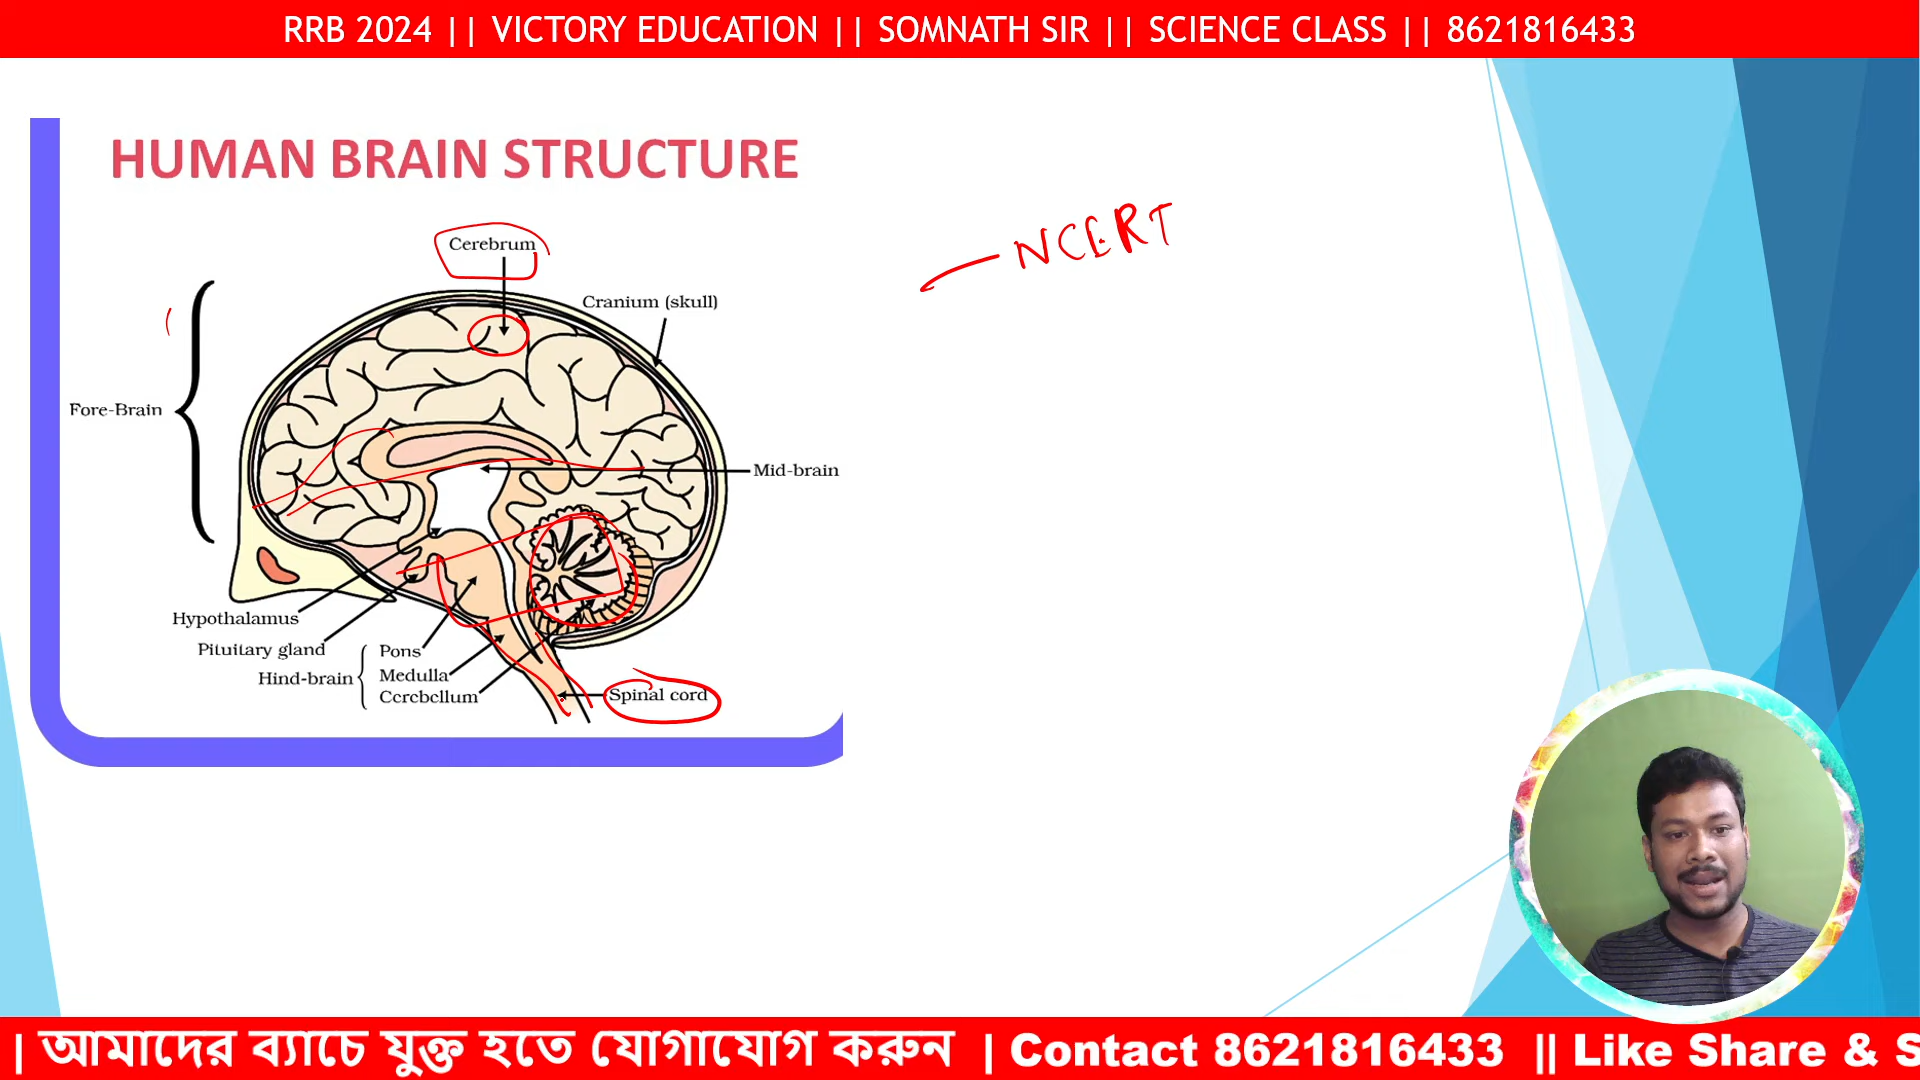 RRB 2024 || VICTORY EDUCATION || SOMNATH SIR || SCIENCE CLASS || 8621816433
HUMAN BRAIN STRUCTURE
NCERT
Cerebrum
Cranium (skull)
Fore-Brain
Mid-brain
Hypothalamus
Pituitary gland
Hind-brain
Pons
Medulla
Cerebellum
Spinal cord
| আমাদের ব্যাচে যুক্ত হতে যোগাযোগ করুন | Contact 8621816433 || Like Share & S